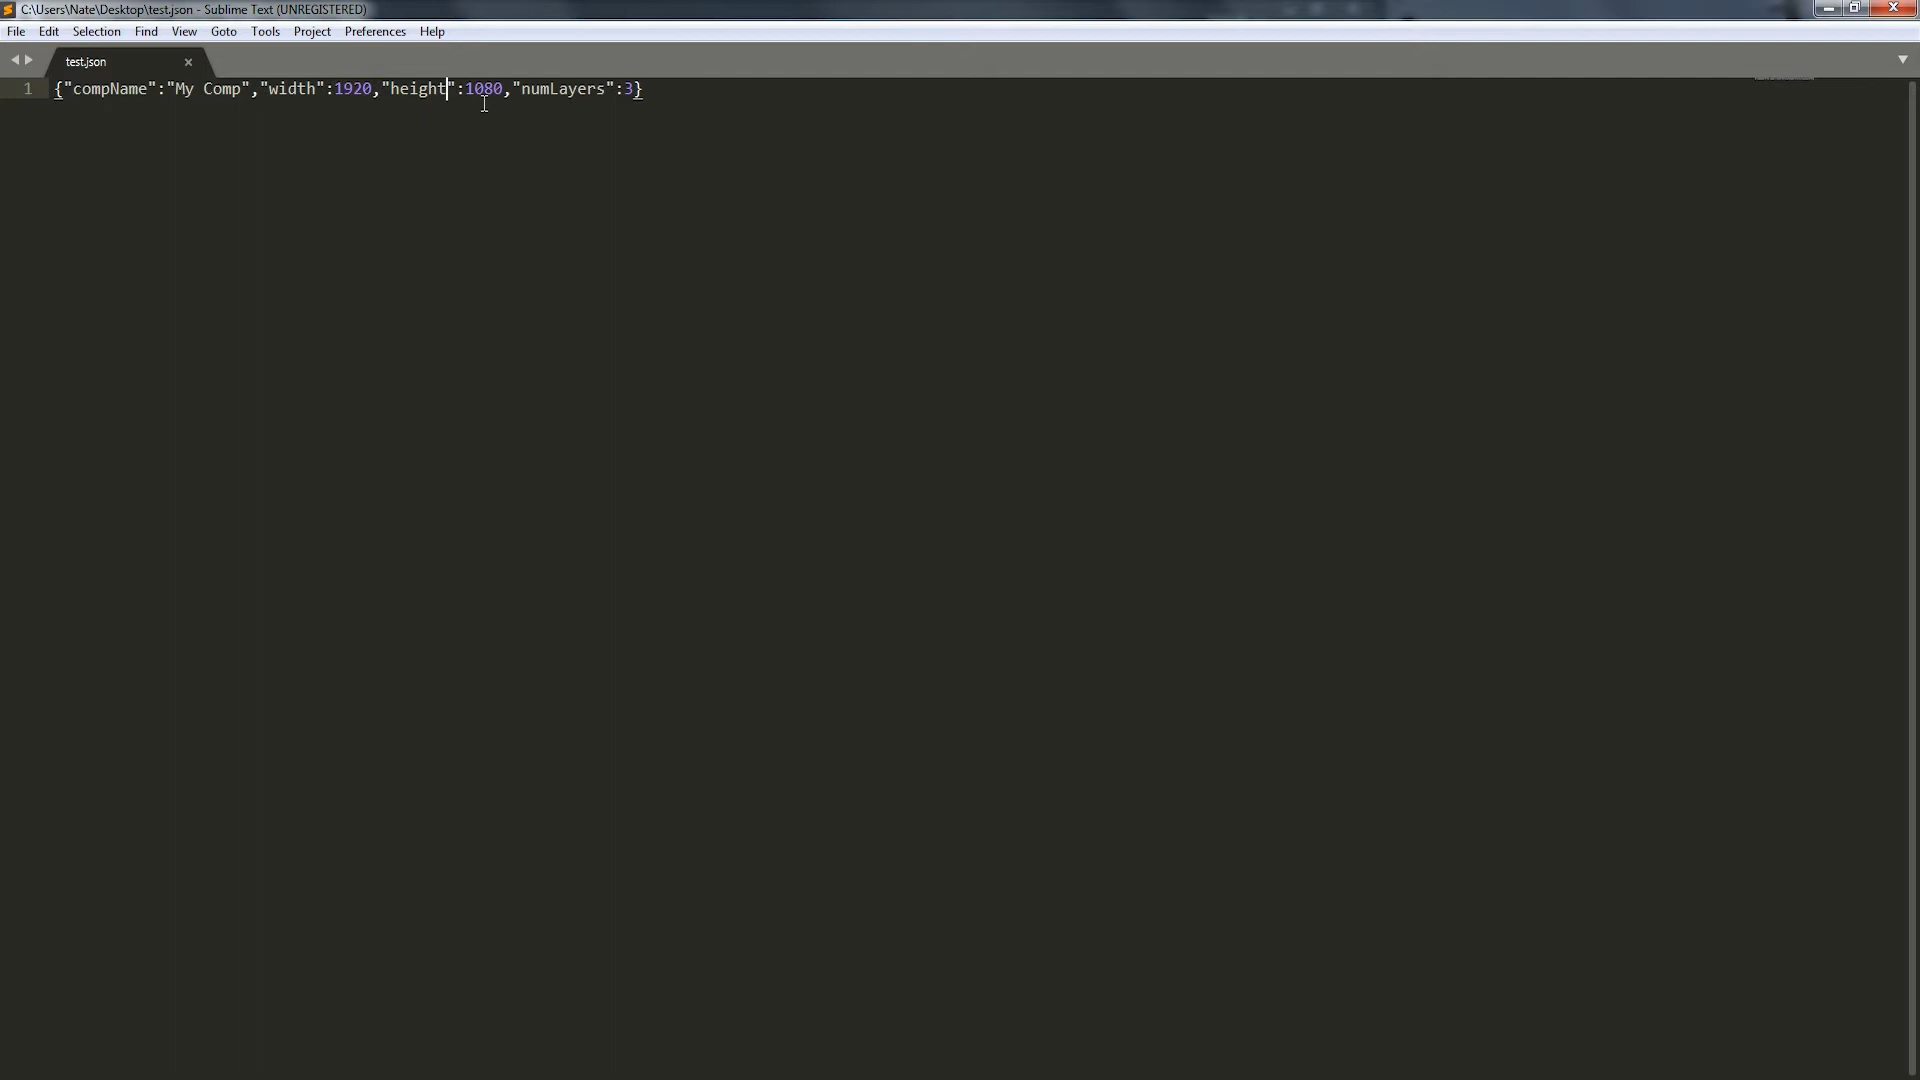 C:\Users\Nate\Desktop\test.json - Sublime Text (UNREGISTERED)
File Edit Selection Find View Goto Tools Project Preferences Help
test.json
1 {"compName":"My Comp","width":1920,"height":1080,"numLayers":3}